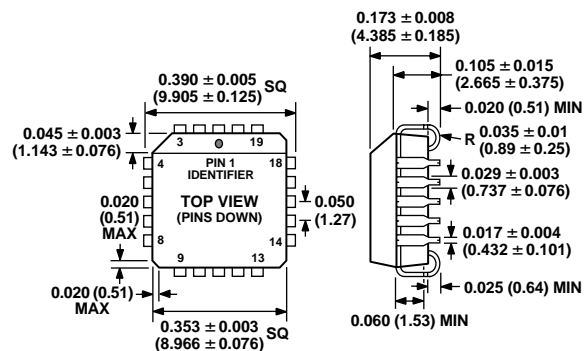 0.173 ± 0.008
(4.385 ± 0.185)
0.390 ± 0.005
(9.905 ± 0.125)
SQ
0.105 ± 0.015
(2.665 ± 0.375)
0.020 (0.51) MIN
0.045 ± 0.003
(1.143 ± 0.076)
3
19
R
0.035 ± 0.01
(0.89 ± 0.25)
4
PIN 1
IDENTIFIER
18
0.029 ± 0.003
(0.737 ± 0.076)
0.020
(0.51)
MAX
TOP VIEW
(PINS DOWN)
0.050
(1.27)
0.017 ± 0.004
(0.432 ± 0.101)
8
14
9
13
0.020 (0.51)
MAX
0.025 (0.64) MIN
0.060 (1.53) MIN
0.353 ± 0.003
(8.966 ± 0.076)
SQ